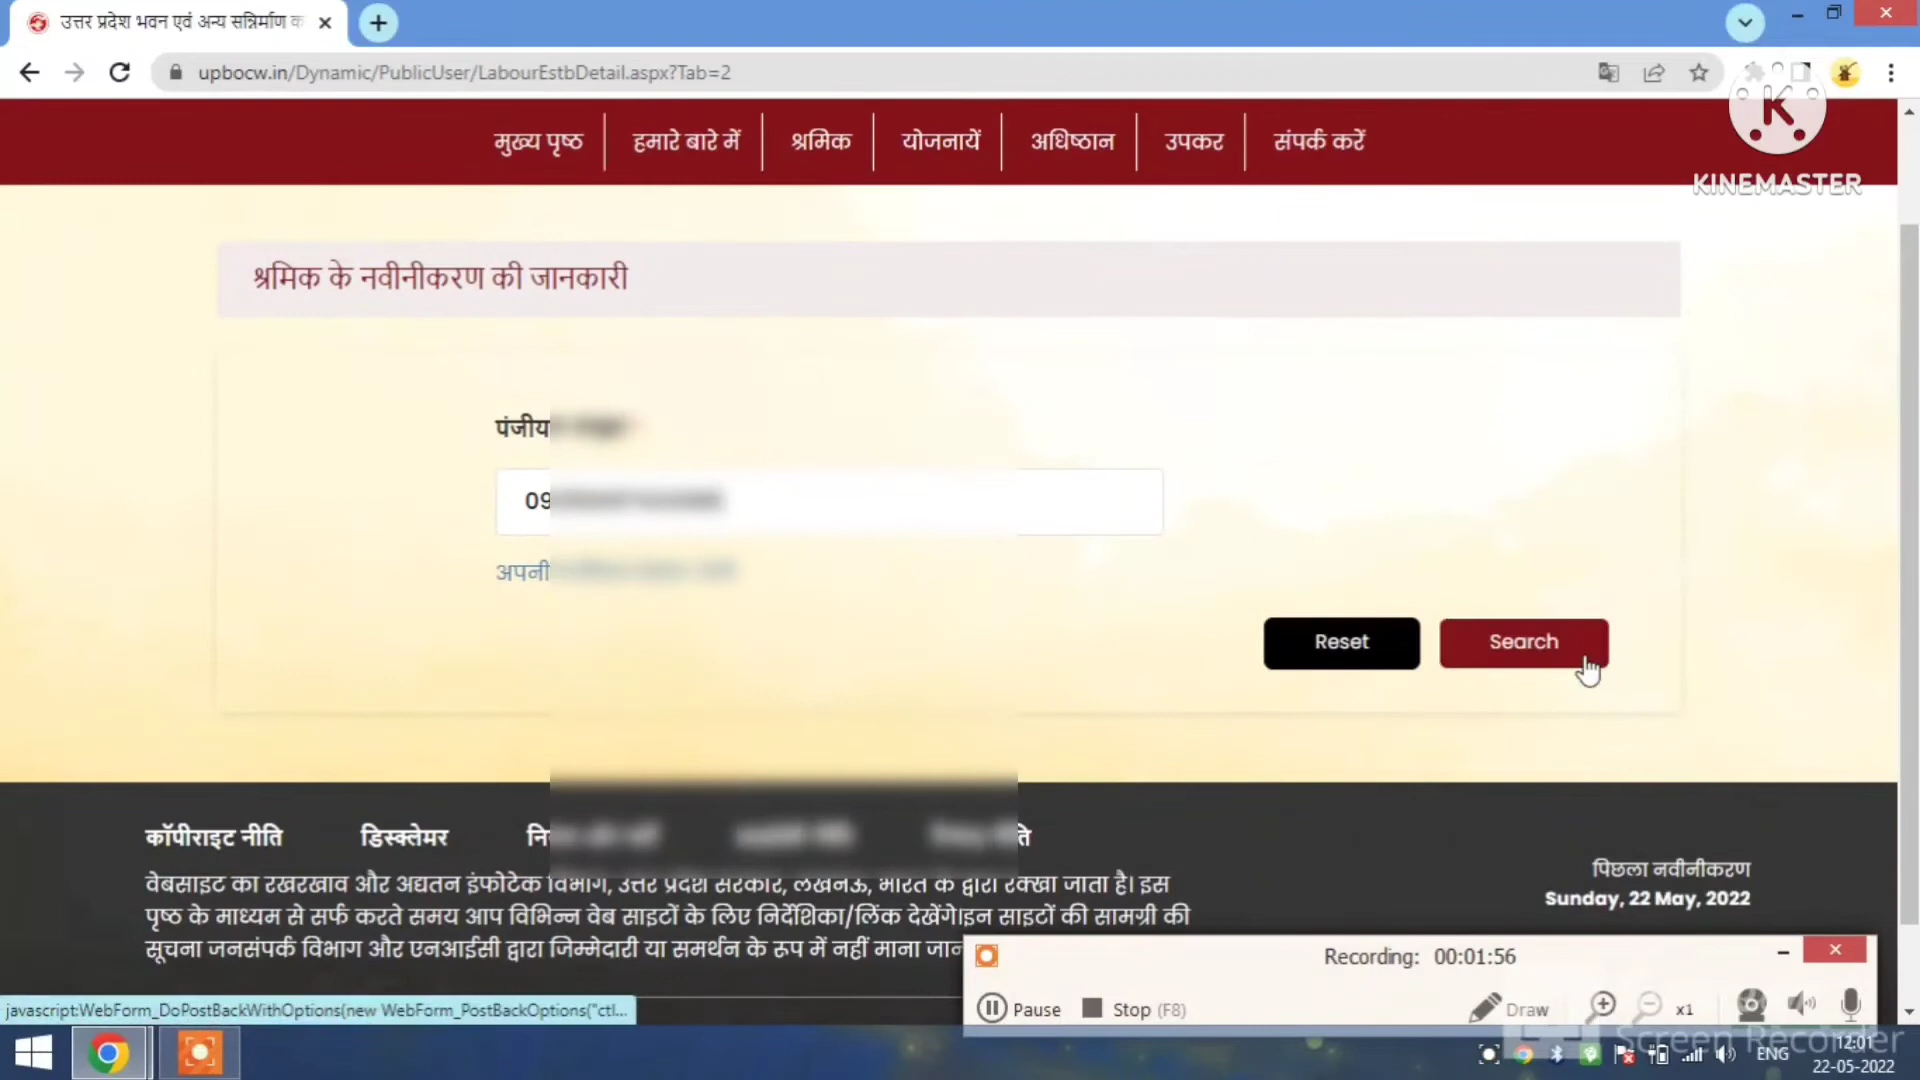 उत्तर प्रदेश भवन एवं अन्य सन्निर्माण क
upbocw.in/Dynamic/PublicUser/LabourEstbDetail.aspx?Tab=2
K
KINEMASTER
मुख्य पृष्ठ हमारे बारे में श्रमिक योजनायें अधिष्ठान उपकर संपर्क करें
श्रमिक के नवीनीकरण की जानकारी
पंजीय
09
अपनी
Reset Search
कॉपीराइट नीति डिस्क्लेमर
वेबसाइट का रखरखाव और अद्यतन इंफोटेक विभाग, उत्तर प्रदेश सरकार, लखनऊ, भारत के द्वारा रक्खा जाता है। इस
पृष्ठ के माध्यम से सर्फ करते समय आप विभिन्न वेब साइटों के लिए निर्देशिका/लिंक देखेंगे।इन साइटों की सामग्री की
सूचना जनसंपर्क विभाग और एनआईसी द्वारा जिम्मेदारी या समर्थन के रूप में नहीं माना जान
पिछला नवीनीकरण
Sunday, 22 May, 2022
Recording: 00:01:56
Pause Stop (F8) Draw x1
javascript:WebForm_DoPostBackWithOptions(new WebForm_PostBackOptions("ctl...
Screen Recorder
ENG
12:01
22-05-2022